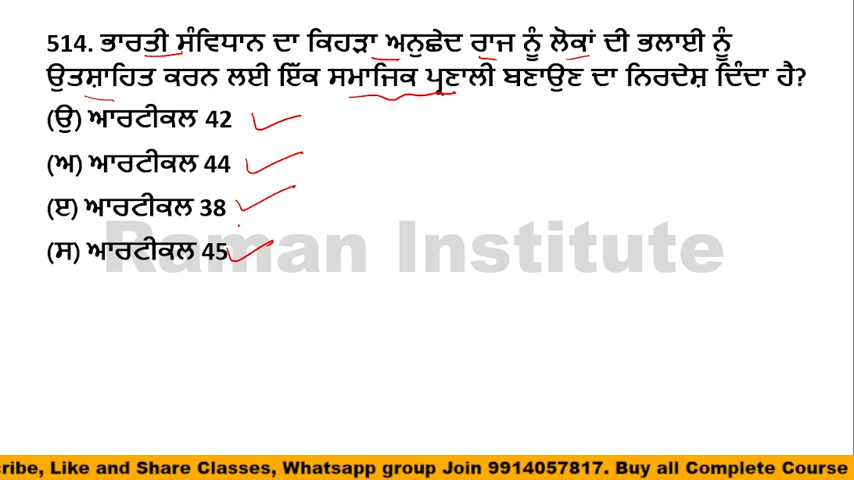 514. ਭਾਰਤੀ ਸੰਵਿਧਾਨ ਦਾ ਕਿਹੜਾ ਅਨੁਛੇਦ ਰਾਜ ਨੂੰ ਲੋਕਾਂ ਦੀ ਭਲਾਈ ਨੂੰ
ਉਤਸ਼ਾਹਿਤ ਕਰਨ ਲਈ ਇੱਕ ਸਮਾਜਿਕ ਪ੍ਰਣਾਲੀ ਬਣਾਉਣ ਦਾ ਨਿਰਦੇਸ਼ ਦਿੰਦਾ ਹੈ?
(ੳ) ਆਰਟੀਕਲ 42
(ਅ) ਆਰਟੀਕਲ 44
(ੲ) ਆਰਟੀਕਲ 38
(ਸ) ਆਰਟੀਕਲ 45
Raman Institute
cribe, Like and Share Classes, Whatsapp group Join 9914057817. Buy all Complete Course